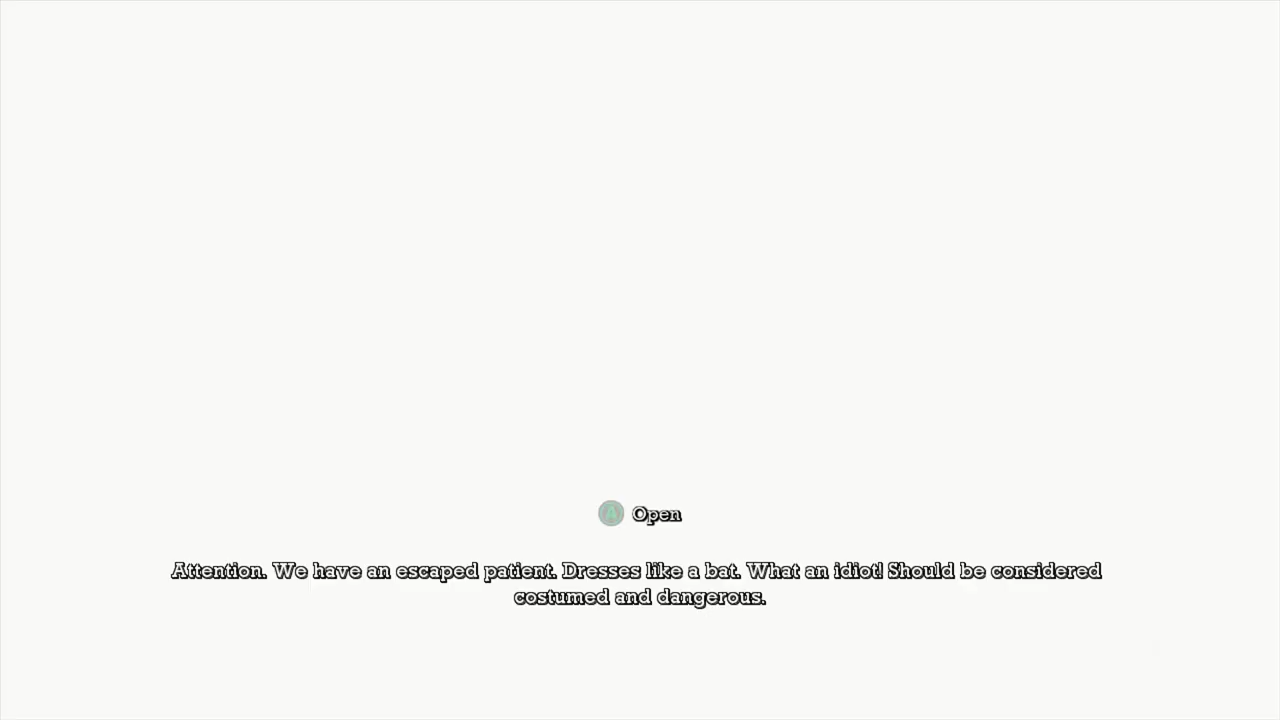 A Open
Attention. We have an escaped patient. Dresses like a bat. What an idiot! Should be considered
costumed and dangerous.